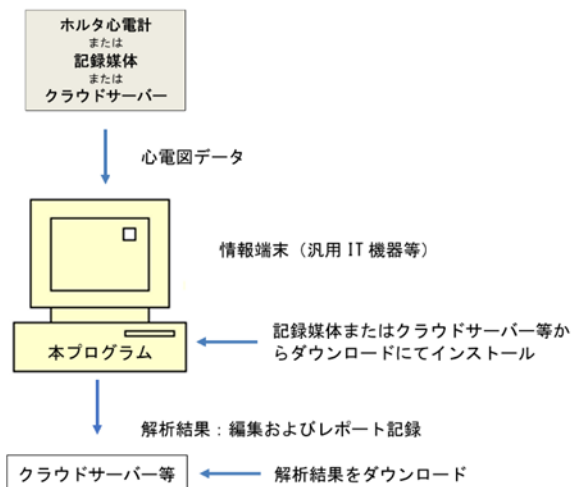 ホルタ心電計
または
記録媒体
または
クラウドサーバー
心電図データ
情報端末（汎用 IT 機器等）
本プログラム
記録媒体またはクラウドサーバー等か
らダウンロードにてインストール
解析結果：編集およびレポート記録
クラウドサーバー等
解析結果をダウンロード